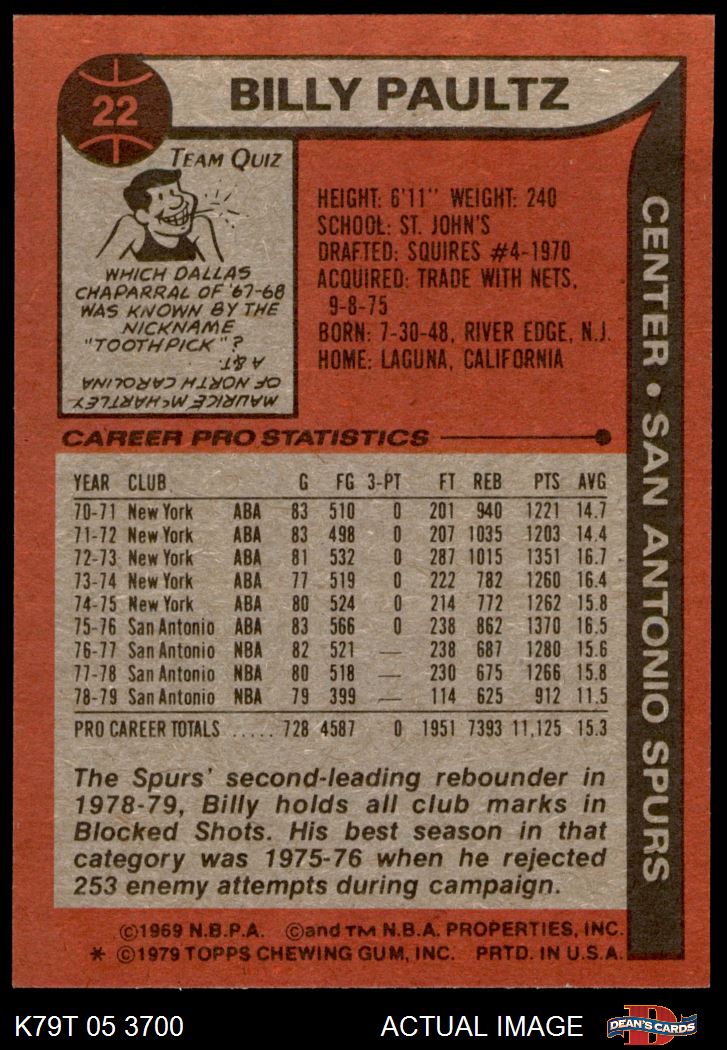 22
BILLY PAULTZ
TEAM QUIZ
WHICH DALLAS
CHAPARRAL OF '67-68
WAS KNOWN BY THE
NICKNAME
"TOOTHPICK"?
MAURICE McHARTLEY
OF NORTH CAROLINA
A & T.
HEIGHT: 6'11" WEIGHT: 240
SCHOOL: ST. JOHN'S
DRAFTED: SQUIRES #4-1970
ACQUIRED: TRADE WITH NETS,
9-8-75
BORN: 7-30-48, RIVER EDGE, N.J.
HOME: LAGUNA, CALIFORNIA
CENTER • SAN ANTONIO SPURS
CAREER PRO STATISTICS
YEAR CLUB G FG 3-PT FT REB PTS AVG
70-71 New York ABA 83 510 0 201 940 1221 14.7
71-72 New York ABA 83 498 0 207 1035 1203 14.4
72-73 New York ABA 81 532 0 287 1015 1351 16.7
73-74 New York ABA 77 519 0 222 782 1260 16.4
74-75 New York ABA 80 524 0 214 772 1262 15.8
75-76 San Antonio ABA 83 566 0 238 862 1370 16.5
76-77 San Antonio NBA 82 521 — 238 687 1280 15.6
77-78 San Antonio NBA 80 518 — 230 675 1266 15.8
78-79 San Antonio NBA 79 399 — 114 625 912 11.5
PRO CAREER TOTALS ..... 728 4587 0 1951 7393 11,125 15.3
The Spurs' second-leading rebounder in
1978-79, Billy holds all club marks in
Blocked Shots. His best season in that
category was 1975-76 when he rejected
253 enemy attempts during campaign.
©1969 N.B.P.A. ©and TM N.B.A. PROPERTIES, INC.
* ©1979 TOPPS CHEWING GUM, INC. PRTD. IN U.S.A.
K79T 05 3700 ACTUAL IMAGE DEAN'S CARDS